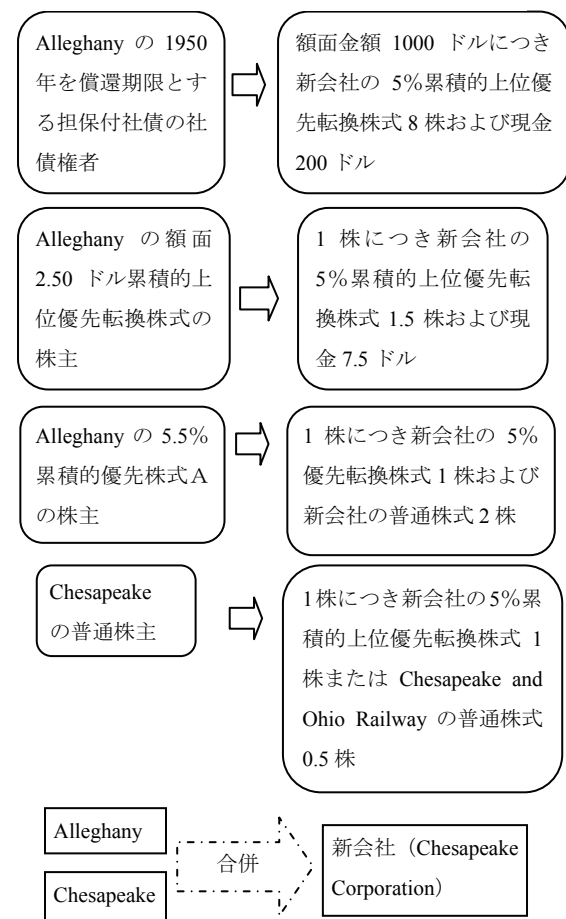 Alleghany の 1950
年を償還期限とす
る担保付社債の社
債権者
額面金額 1000 ドルにつき
新会社の 5%累積的上位優
先転換株式 8 株および現金
200 ドル
Alleghany の額面
2.50 ドル累積的上
位優先転換株式の
株主
1 株につき新会社の
5%累積的上位優先転
換株式 1.5 株および現
金 7.5 ドル
Alleghany の 5.5%
累積的優先株式A
の株主
1 株につき新会社の 5%
優先転換株式 1 株および
新会社の普通株式 2 株
Chesapeake
の普通株主
1株につき新会社の5%累
積的上位優先転換株式 1
株または Chesapeake and
Ohio Railway の普通株式
0.5 株
Alleghany
Chesapeake
合併
新会社（Chesapeake
Corporation）